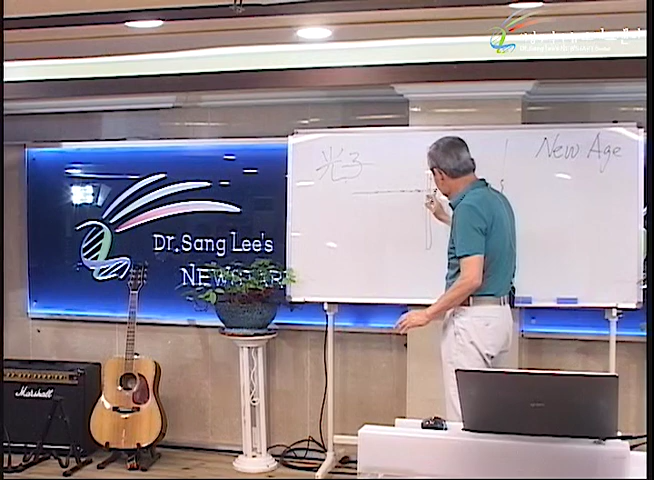 光子
New Age
Dr. Sang Lee's
NEWSTAR
Marshall